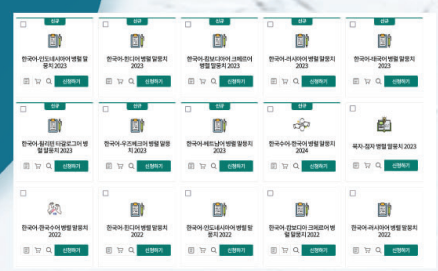 신규
한국어-인도네시아어 병렬 말
뭉치 2023
신청하기
신규
한국어-힌디어 병렬 말뭉치
2023
신청하기
신규
한국어-캄보디아어(크메르어)
병렬 말뭉치 2023
신청하기
신규
한국어-러시아어 병렬 말뭉치
2023
신청하기
신규
한국어-태국어 병렬 말뭉치
2023
신청하기
신규
한국어-필리핀 타갈로그어 병
렬 말뭉치 2023
신청하기
신규
한국어-우즈베크어 병렬 말뭉
치 2023
신청하기
신규
한국어-베트남어 병렬 말뭉치
2023
신청하기
신규
한국수어-한국어 병렬 말뭉치
2024
신청하기
묵자-점자 병렬 말뭉치 2023
신청하기
한국어-한국수어 병렬 말뭉치
2022
신청하기
한국어-힌디어 병렬 말뭉치
2022
신청하기
한국어-인도네시아어 병렬 말
뭉치 2022
신청하기
한국어-캄보디아 크메르어 병
렬 말뭉치 2022
신청하기
한국어-러시아어 병렬 말뭉치
2022
신청하기